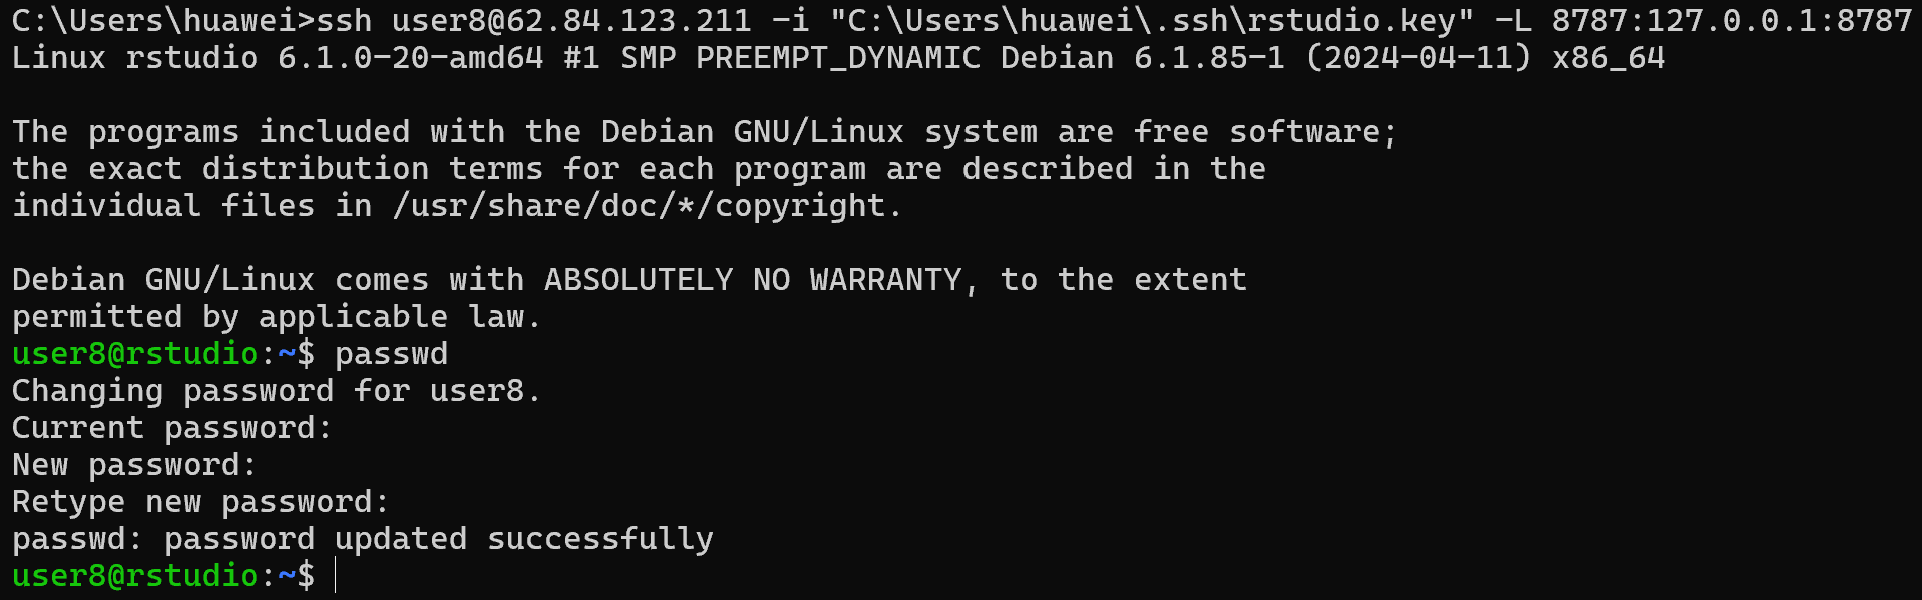 C:\Users\huawei>ssh user8@62.84.123.211 -i "C:\Users\huawei\.ssh\rstudio.key" -L 8787:127.0.0.1:8787
Linux rstudio 6.1.0-20-amd64 #1 SMP PREEMPT_DYNAMIC Debian 6.1.85-1 (2024-04-11) x86_64

The programs included with the Debian GNU/Linux system are free software;
the exact distribution terms for each program are described in the
individual files in /usr/share/doc/*/copyright.

Debian GNU/Linux comes with ABSOLUTELY NO WARRANTY, to the extent
permitted by applicable law.
user8@rstudio:~$ passwd
Changing password for user8.
Current password:
New password:
Retype new password:
passwd: password updated successfully
user8@rstudio:~$